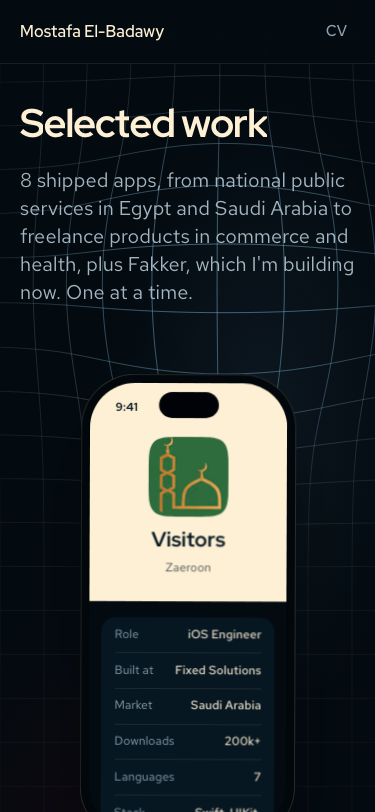 Mostafa El-Badawy
CV
Selected work
8 shipped apps, from national public
services in Egypt and Saudi Arabia to
freelance products in commerce and
health, plus Fakker, which I'm building
now. One at a time.
9:41
Visitors
Zaeroon
Role iOS Engineer
Built at Fixed Solutions
Market Saudi Arabia
Downloads 200k+
Languages 7
Stack Swift, UIKit,